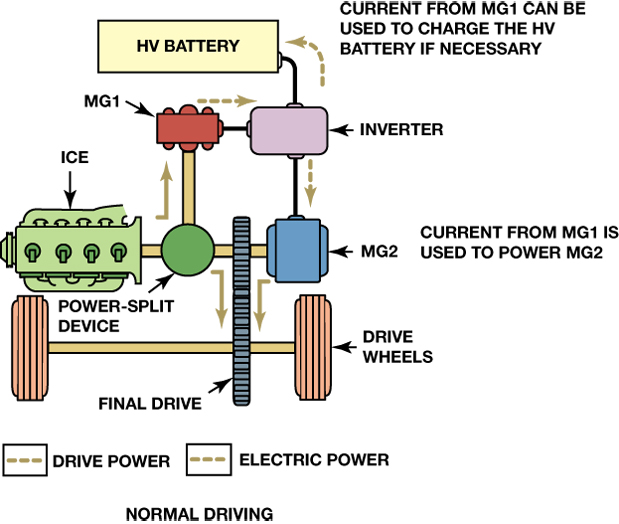 CURRENT FROM MG1 CAN BE
USED TO CHARGE THE HV
BATTERY IF NECESSARY
HV BATTERY
MG1
INVERTER
ICE
CURRENT FROM MG1 IS
USED TO POWER MG2
MG2
POWER-SPLIT
DEVICE
DRIVE
WHEELS
FINAL DRIVE
DRIVE POWER
ELECTRIC POWER
NORMAL DRIVING